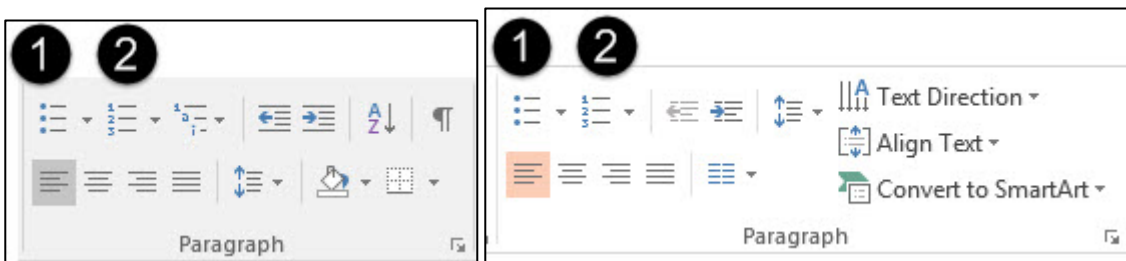 1 2
Paragraph
1 2
Text Direction
Align Text
Convert to SmartArt
Paragraph